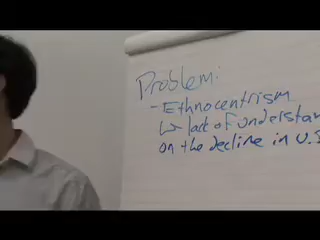 Problem:
- Ethnocentrism
↳ lack of understan
on the decline in U.S